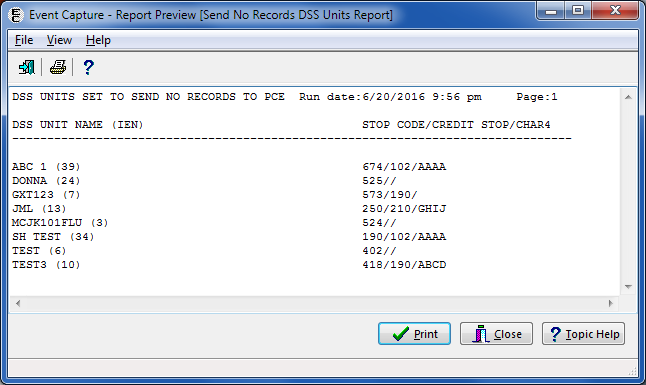 Event Capture - Report Preview [Send No Records DSS Units Report]
File View Help
DSS UNITS SET TO SEND NO RECORDS TO PCE Run date:6/20/2016 9:56 pm Page:1
DSS UNIT NAME (IEN) STOP CODE/CREDIT STOP/CHAR4
--------------------------------------------------------------------------------
ABC 1 (39) 674/102/AAAA
DONNA (24) 525//
GXT123 (7) 573/190/
JML (13) 250/210/GHIJ
MCJK101FLU (3) 524//
SH TEST (34) 190/102/AAAA
TEST (6) 402//
TEST3 (10) 418/190/ABCD
Print Close ? Topic Help